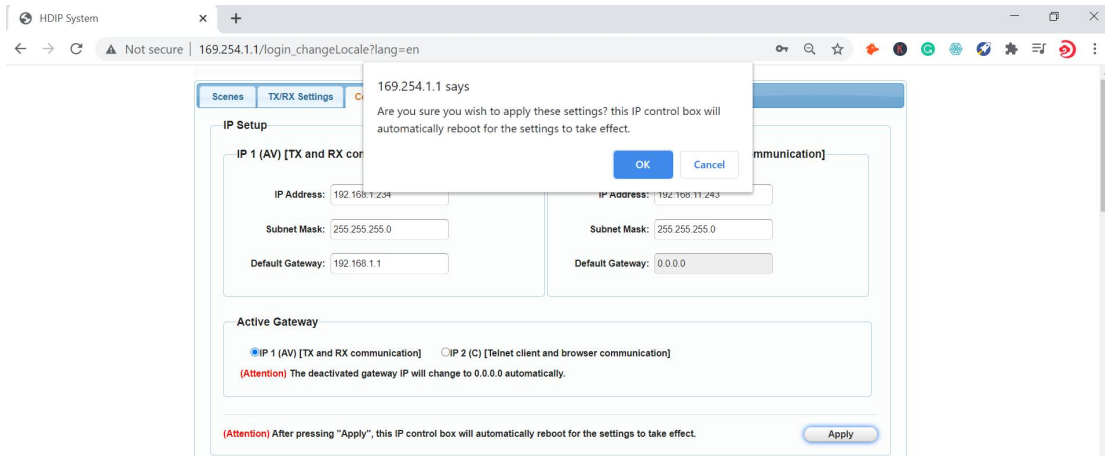 HDIP System
Not secure | 169.254.1.1/login_changeLocale?lang=en
169.254.1.1 says
Are you sure you wish to apply these settings? this IP control box will
automatically reboot for the settings to take effect.
OK Cancel
Scenes TX/RX Settings
IP Setup
IP 1 (AV) [TX and RX
IP Address: 192.168.1.234
Subnet Mask: 255.255.255.0
Default Gateway: 192.168.1.1
IP Address: 192.168.11.243
Subnet Mask: 255.255.255.0
Default Gateway: 0.0.0.0
Active Gateway
IP 1 (AV) [TX and RX communication] IP 2 (C) [Telnet client and browser communication]
(Attention) The deactivated gateway IP will change to 0.0.0.0 automatically.
(Attention) After pressing "Apply", this IP control box will automatically reboot for the settings to take effect. Apply